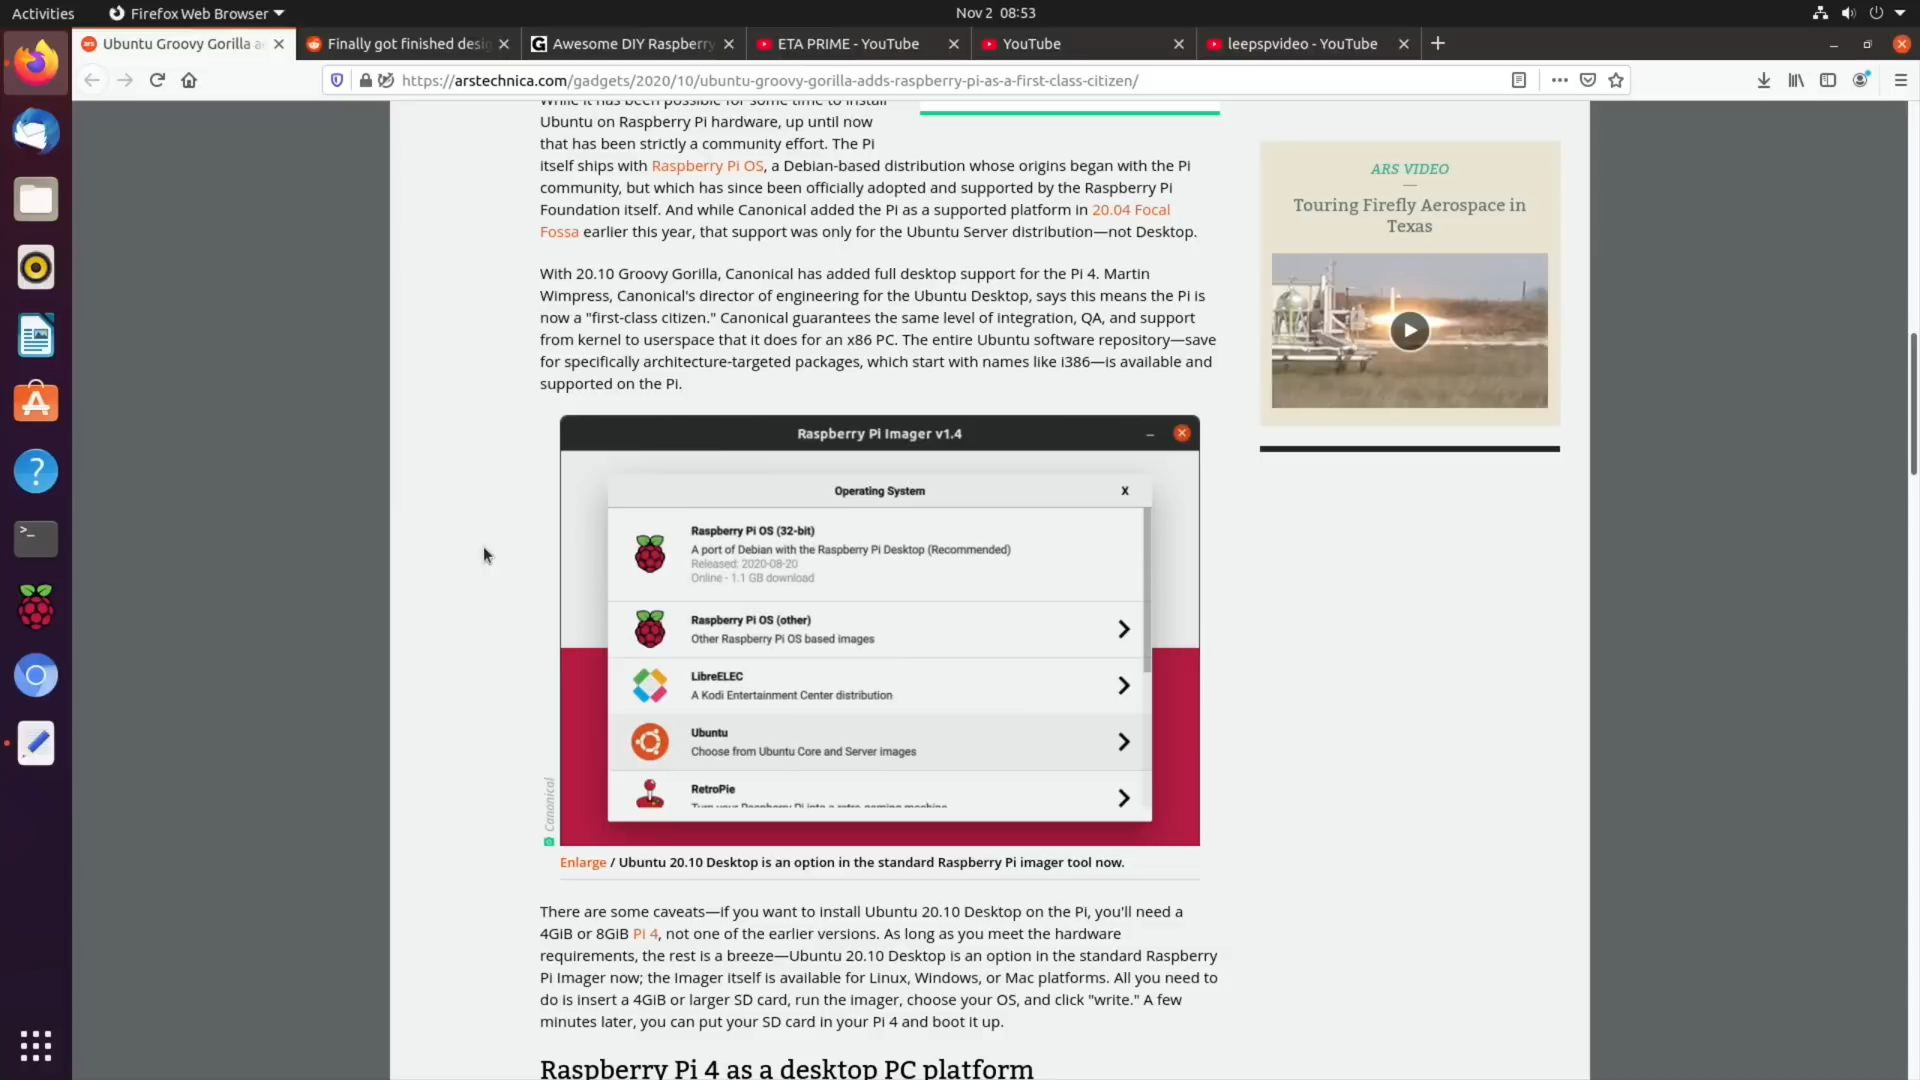 Activities
Firefox Web Browser
Nov 2 08:53
Ubuntu Groovy Gorilla a
Finally got finished desig
Awesome DIY Raspberry
ETA PRIME - YouTube
YouTube
leepspvideo - YouTube
https://arstechnica.com/gadgets/2020/10/ubuntu-groovy-gorilla-adds-raspberry-pi-as-a-first-class-citizen/
While it has been possible for some time to install
Ubuntu on Raspberry Pi hardware, up until now
that has been strictly a community effort. The Pi
itself ships with Raspberry Pi OS, a Debian-based distribution whose origins began with the Pi
community, but which has since been officially adopted and supported by the Raspberry Pi
Foundation itself. And while Canonical added the Pi as a supported platform in 20.04 Focal
Fossa earlier this year, that support was only for the Ubuntu Server distribution—not Desktop.
With 20.10 Groovy Gorilla, Canonical has added full desktop support for the Pi 4. Martin
Wimpress, Canonical's director of engineering for the Ubuntu Desktop, says this means the Pi is
now a "first-class citizen." Canonical guarantees the same level of integration, QA, and support
from kernel to userspace that it does for an x86 PC. The entire Ubuntu software repository—save
for specifically architecture-targeted packages, which start with names like i386—is available and
supported on the Pi.
Raspberry Pi Imager v1.4
Operating System
X
Raspberry Pi OS (32-bit)
A port of Debian with the Raspberry Pi Desktop (Recommended)
Released: 2020-08-20
Online - 1.1 GB download
Raspberry Pi OS (other)
Other Raspberry Pi OS based images
LibreELEC
A Kodi Entertainment Center distribution
Ubuntu
Choose from Ubuntu Core and Server images
RetroPie
Turn your Raspberry Pi into a retro gaming machine
Canonical
Enlarge / Ubuntu 20.10 Desktop is an option in the standard Raspberry Pi imager tool now.
There are some caveats—if you want to install Ubuntu 20.10 Desktop on the Pi, you'll need a
4GiB or 8GiB Pi 4, not one of the earlier versions. As long as you meet the hardware
requirements, the rest is a breeze—Ubuntu 20.10 Desktop is an option in the standard Raspberry
Pi Imager now; the Imager itself is available for Linux, Windows, or Mac platforms. All you need to
do is insert a 4GiB or larger SD card, run the imager, choose your OS, and click "write." A few
minutes later, you can put your SD card in your Pi 4 and boot it up.
Raspberry Pi 4 as a desktop PC platform
ARS VIDEO
Touring Firefly Aerospace in
Texas